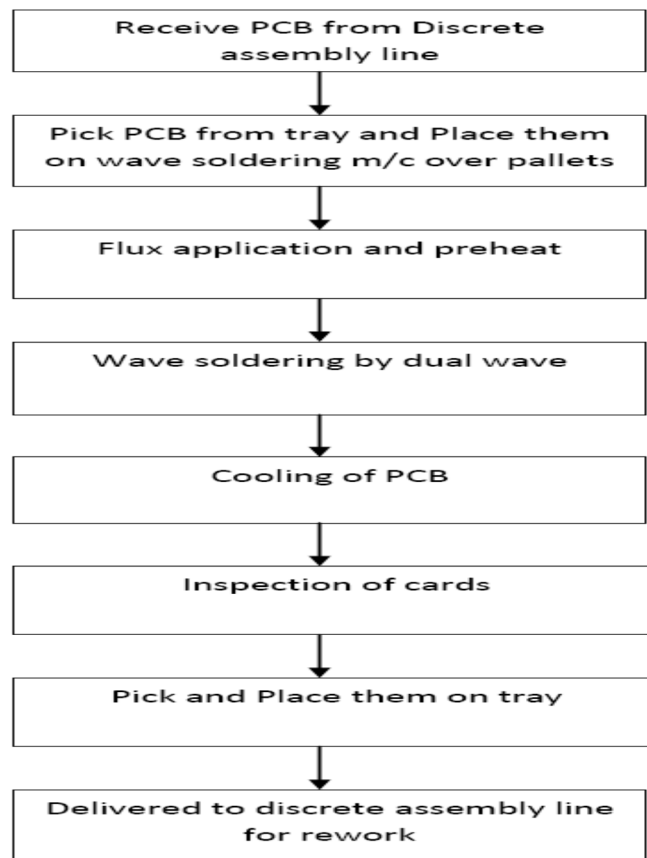 Receive PCB from Discrete
assembly line
Pick PCB from tray and Place them
on wave soldering m/c over pallets
Flux application and preheat
Wave soldering by dual wave
Cooling of PCB
Inspection of cards
Pick and Place them on tray
Delivered to discrete assembly line
for rework